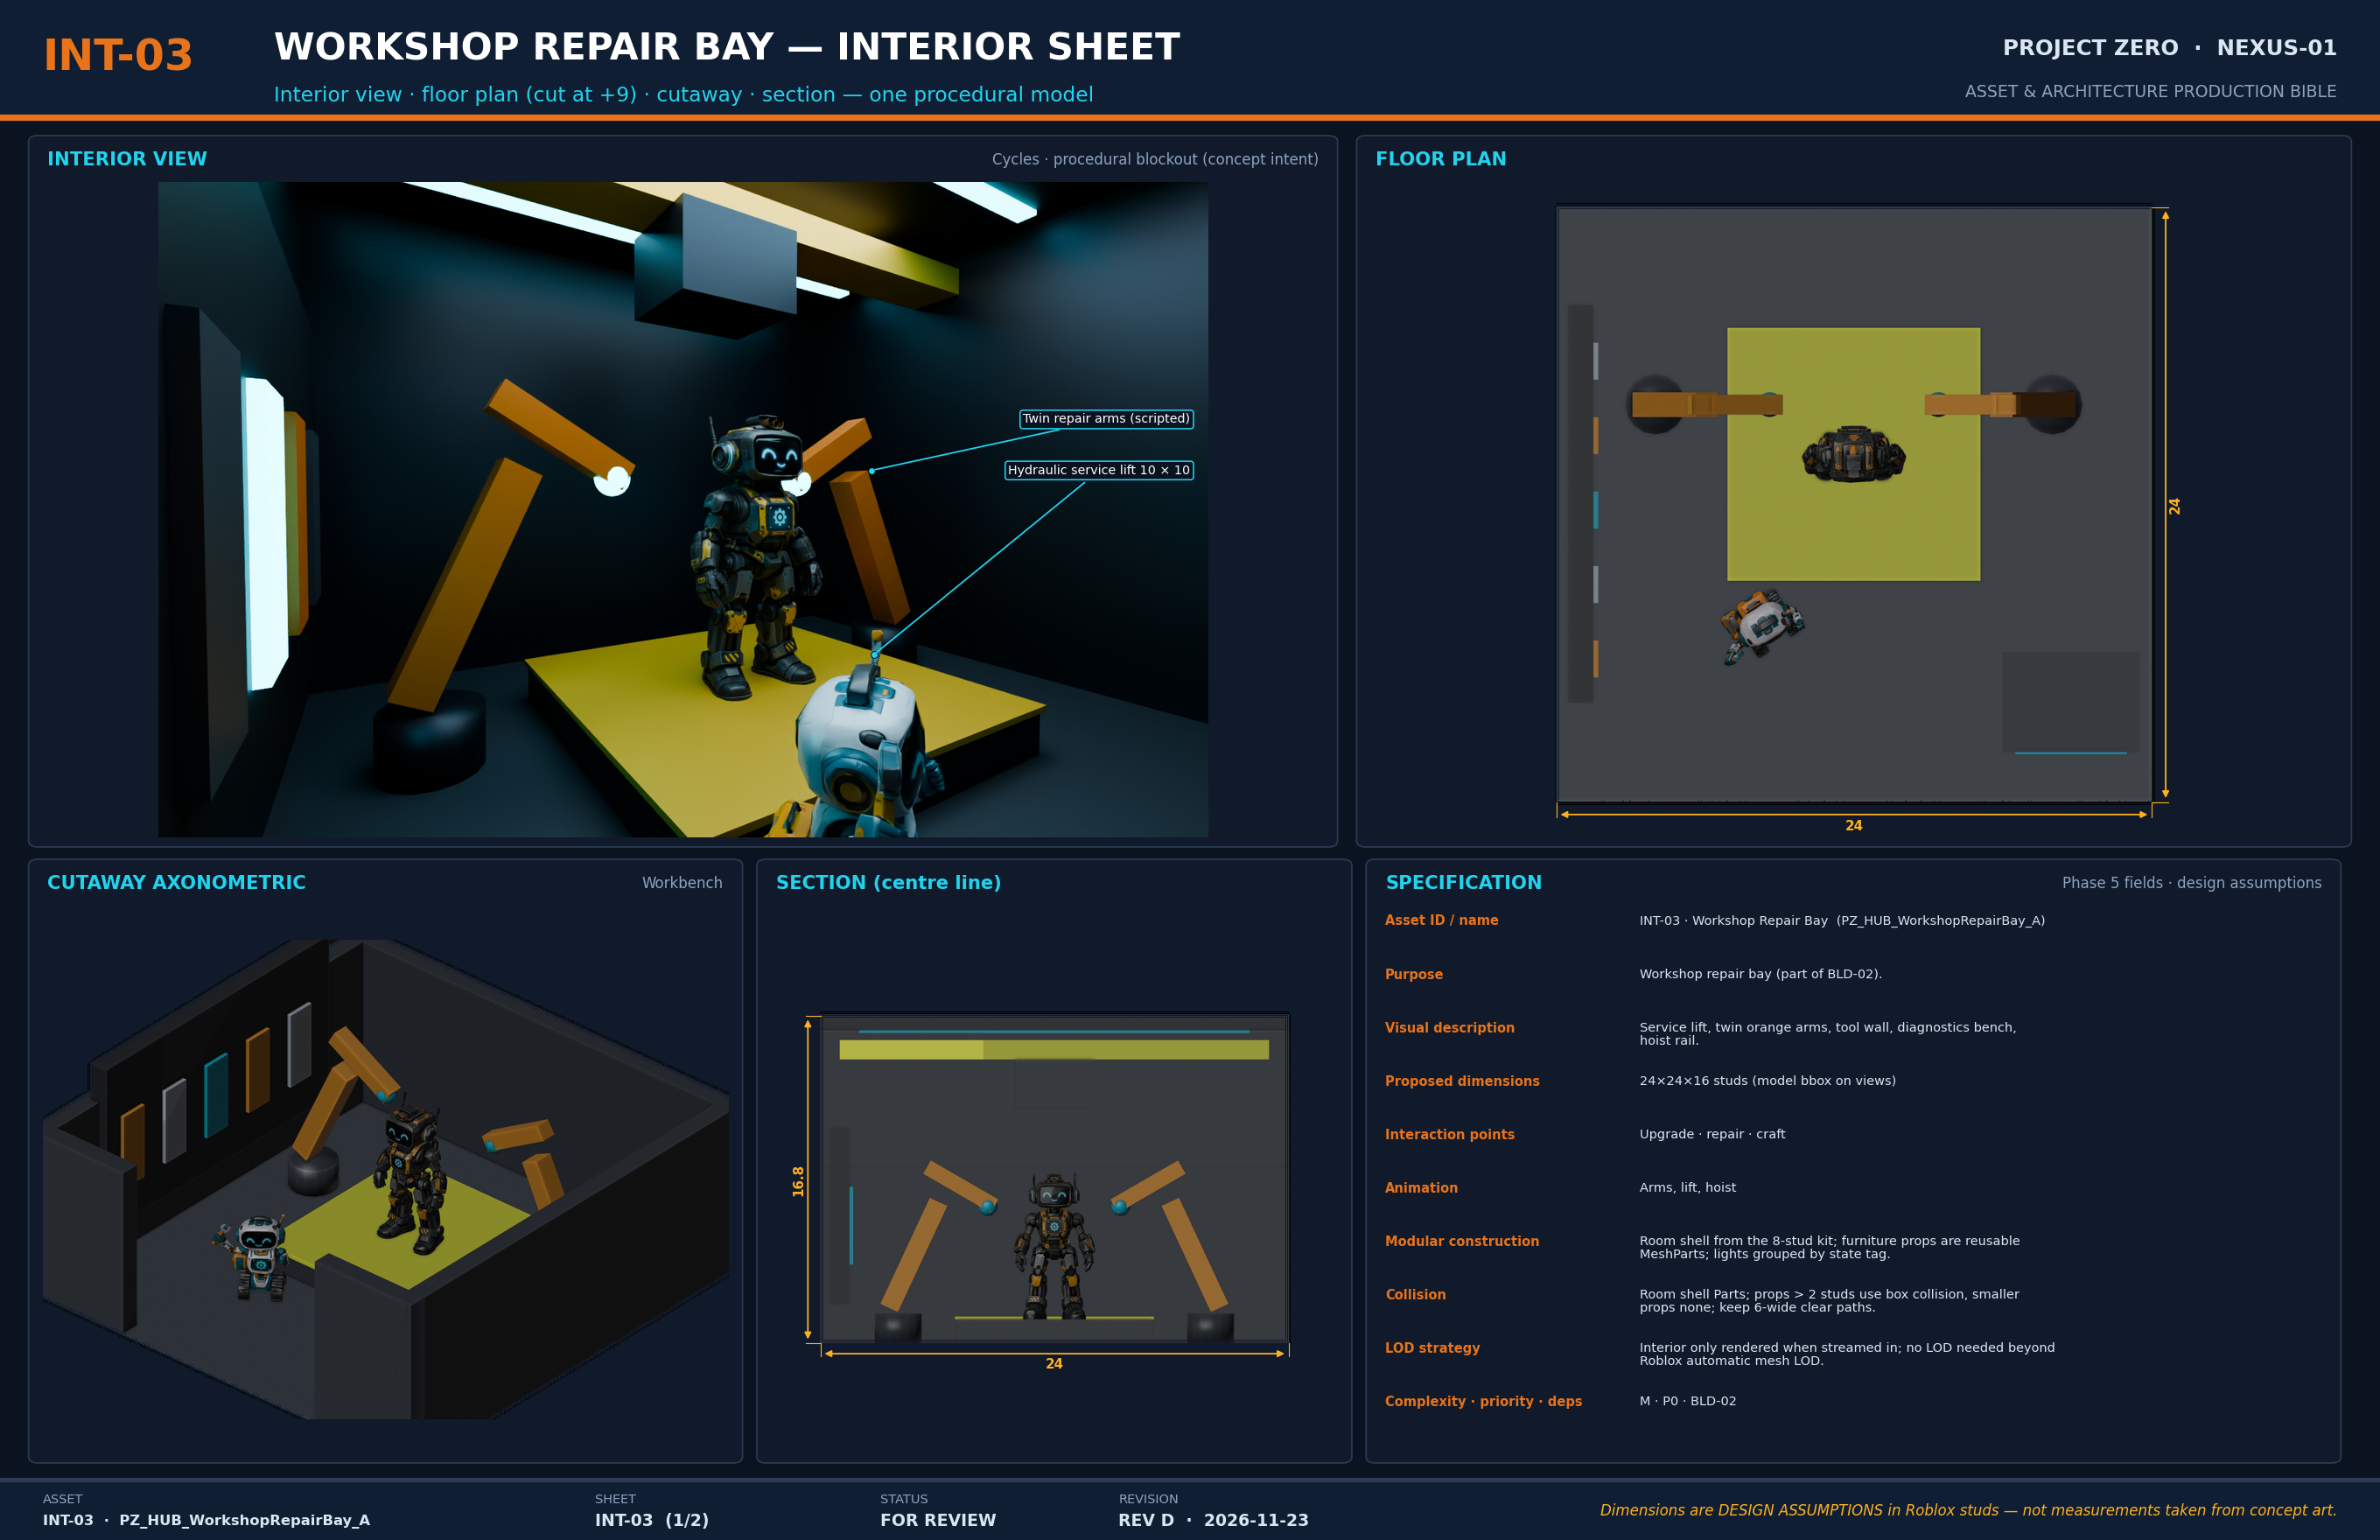 INT-03
WORKSHOP REPAIR BAY — INTERIOR SHEET
Interior view · floor plan (cut at +9) · cutaway · section — one procedural model
PROJECT ZERO · NEXUS-01
ASSET & ARCHITECTURE PRODUCTION BIBLE
INTERIOR VIEW
Cycles · procedural blockout (concept intent)
Twin repair arms (scripted)
Hydraulic service lift 10 × 10
FLOOR PLAN
24
24
CUTAWAY AXONOMETRIC
Workbench
SECTION (centre line)
16.8
24
SPECIFICATION
Phase 5 fields · design assumptions
Asset ID / name
INT-03 · Workshop Repair Bay (PZ_HUB_WorkshopRepairBay_A)
Purpose
Workshop repair bay (part of BLD-02).
Visual description
Service lift, twin orange arms, tool wall, diagnostics bench,
hoist rail.
Proposed dimensions
24×24×16 studs (model bbox on views)
Interaction points
Upgrade · repair · craft
Animation
Arms, lift, hoist
Modular construction
Room shell from the 8-stud kit; furniture props are reusable
MeshParts; lights grouped by state tag.
Collision
Room shell Parts; props > 2 studs use box collision, smaller
props none; keep 6-wide clear paths.
LOD strategy
Interior only rendered when streamed in; no LOD needed beyond
Roblox automatic mesh LOD.
Complexity · priority · deps
M · P0 · BLD-02
ASSET
INT-03 · PZ_HUB_WorkshopRepairBay_A
SHEET
INT-03 (1/2)
STATUS
FOR REVIEW
REVISION
REV D · 2026-11-23
Dimensions are DESIGN ASSUMPTIONS in Roblox studs — not measurements taken from concept art.